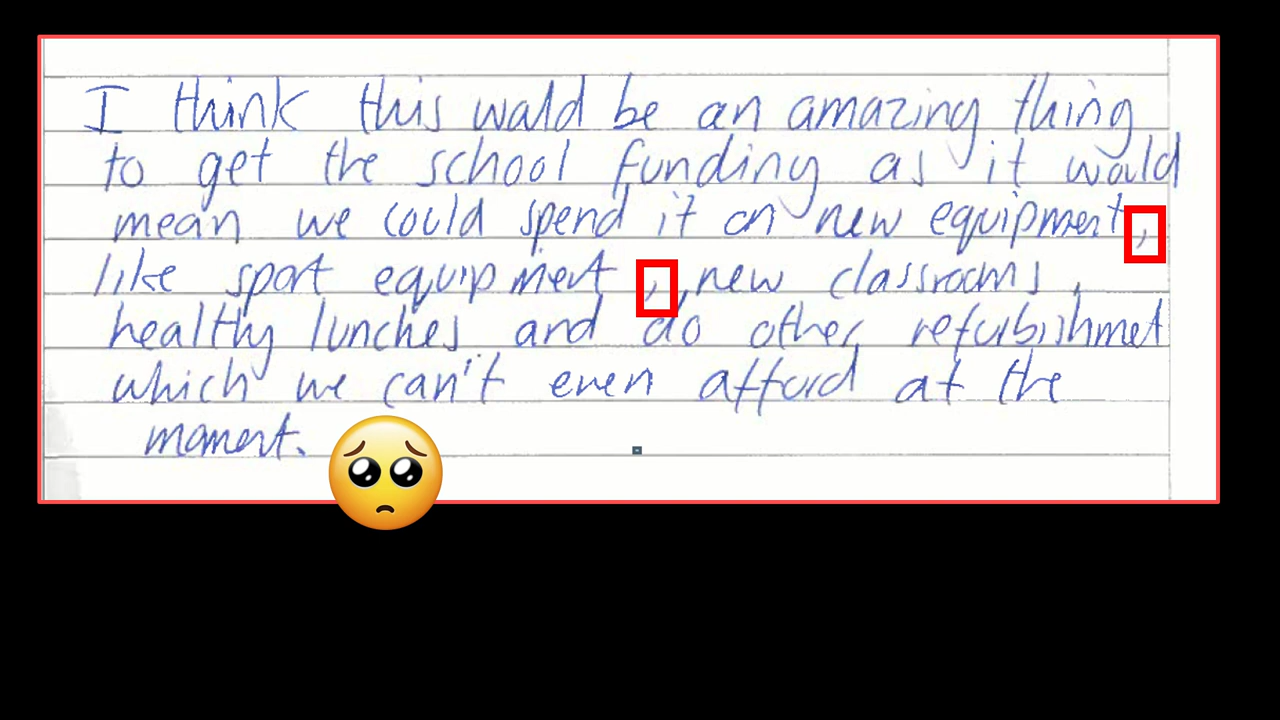 I think this would be an amazing thing
to get the school funding as it would
mean we could spend it on new equipment,
like sport equipment , ,new classrooms ,
healthy lunches and do other refurbishmet
which we can't even afford at the
moment.